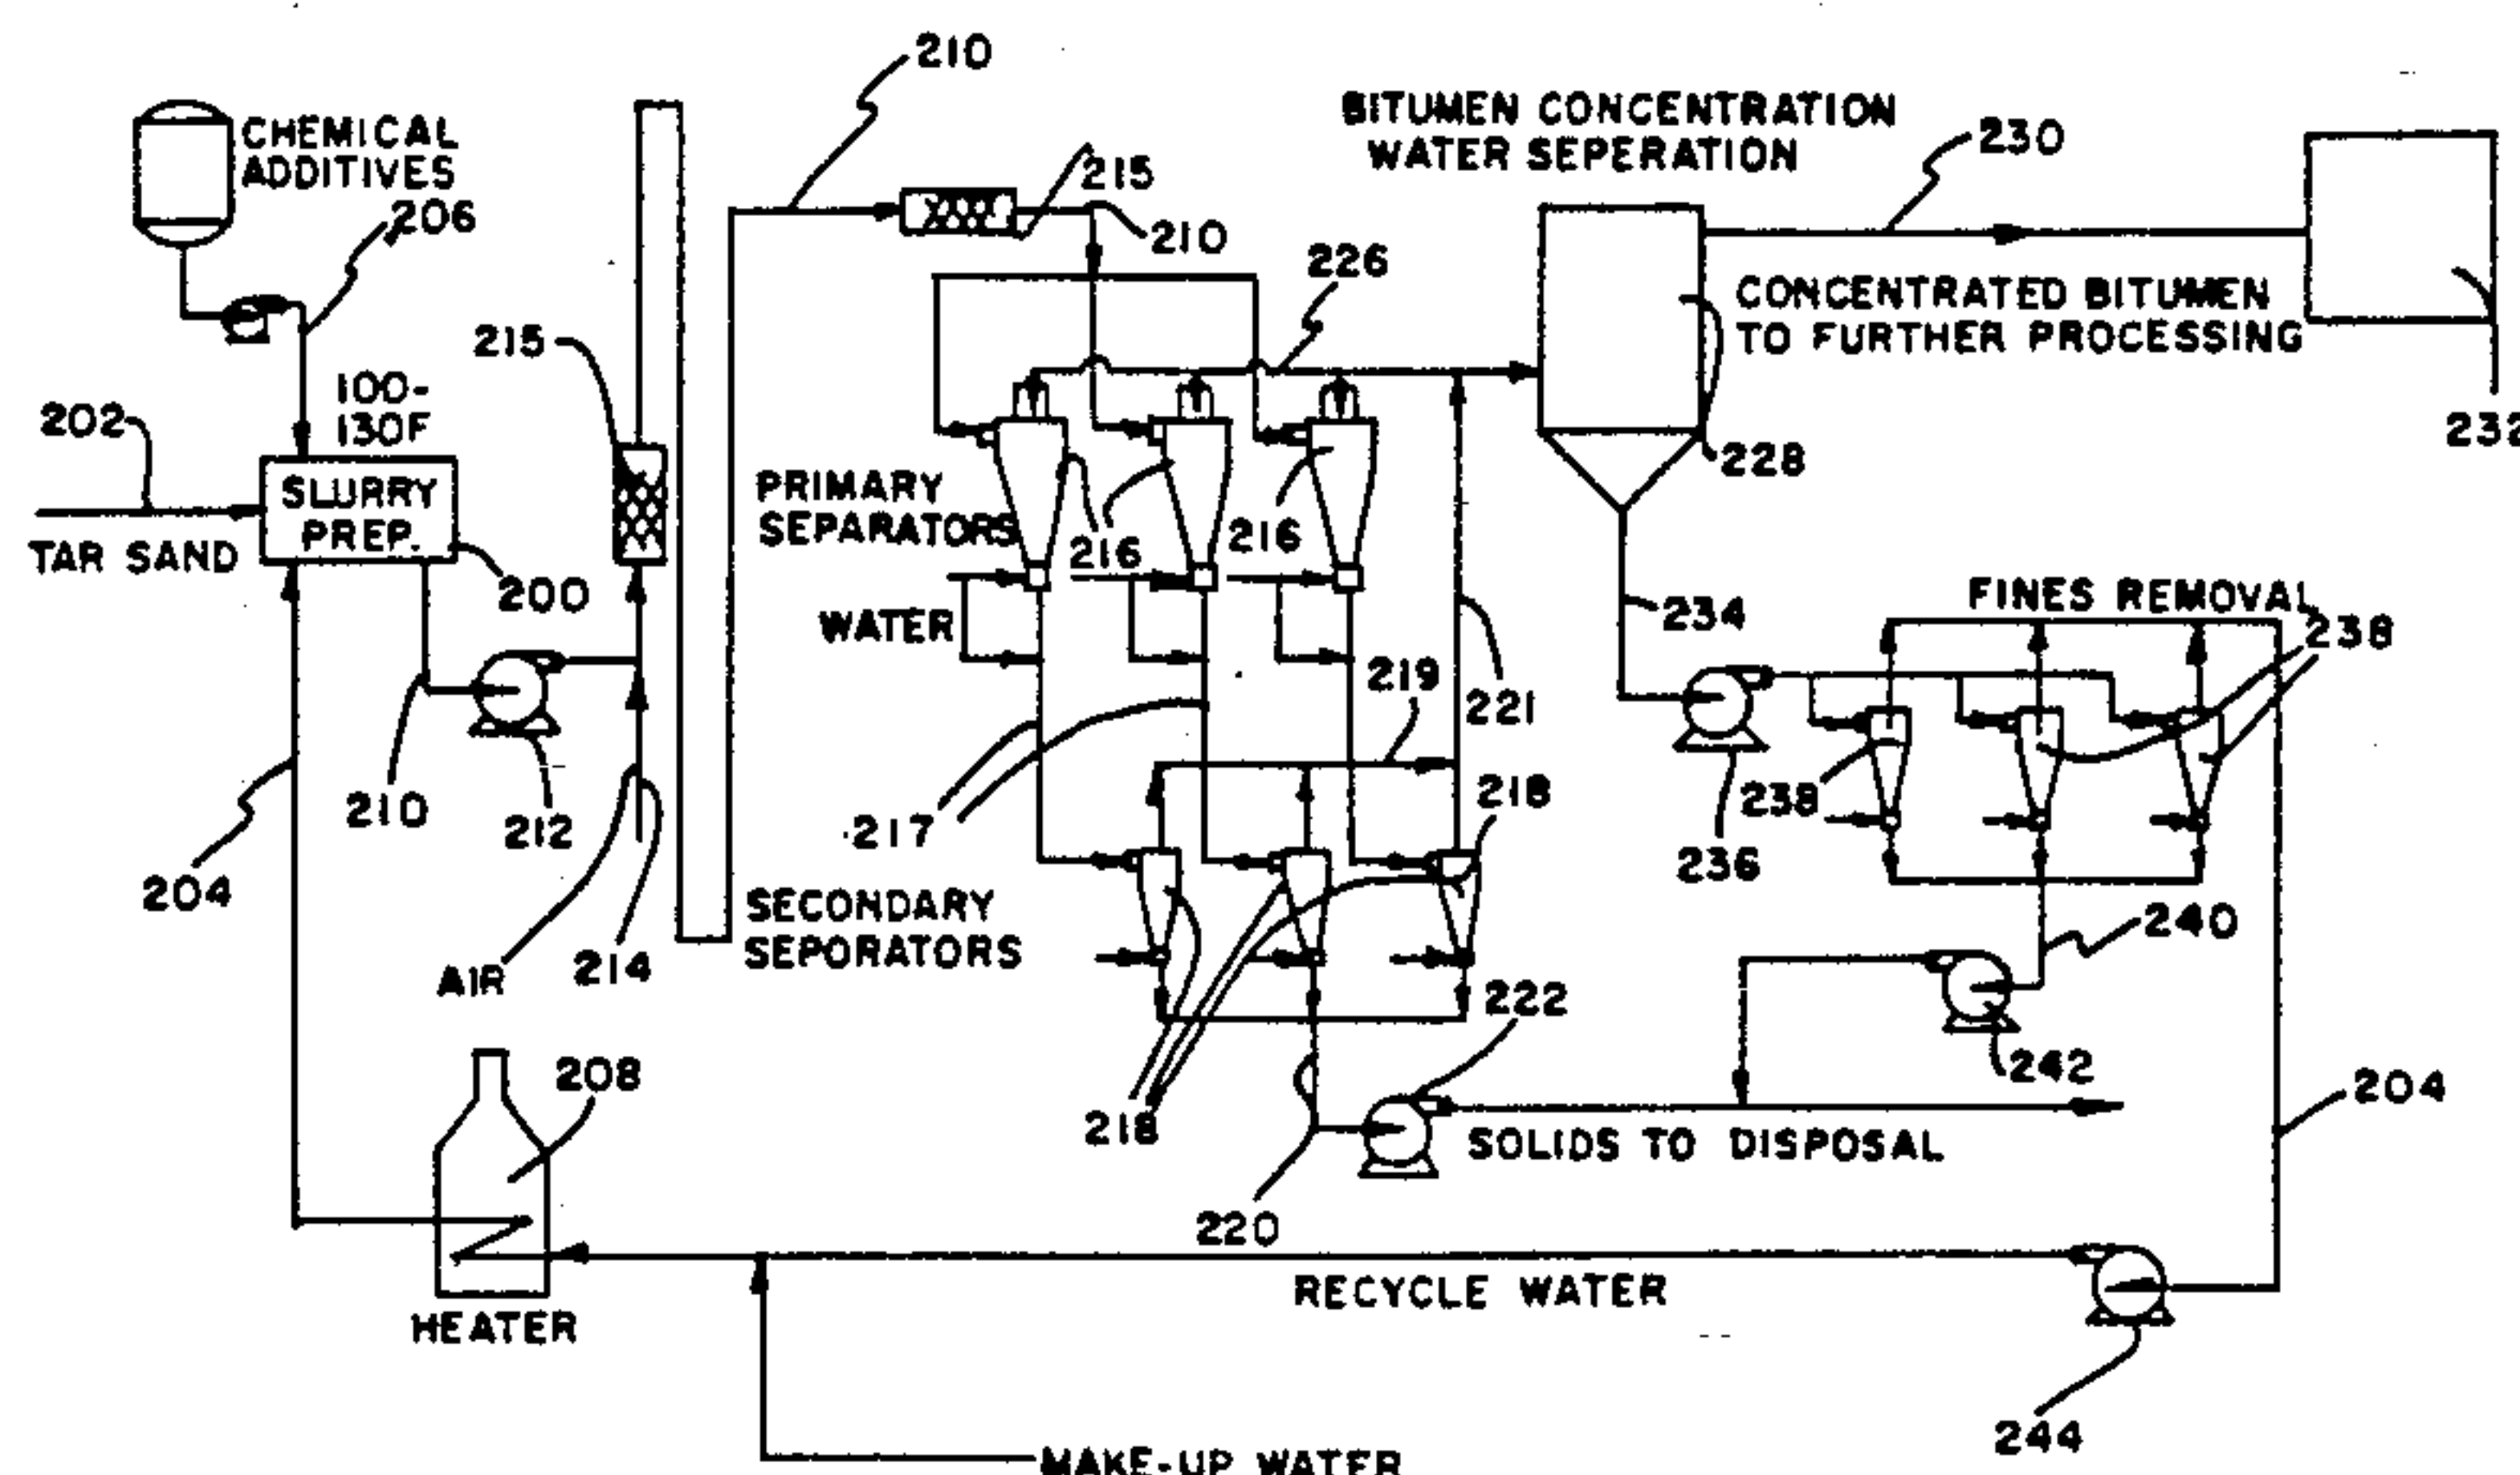 210
BITUMEN CONCENTRATION
WATER SEPERATION
230
CHEMICAL
ADDITIVES
206
215
210
226
CONCENTRATED BITUMEN
TO FURTHER PROCESSING
215
100-
130F
202
232
SLURRY
PREP.
228
PRIMARY
SEPARATORS
216
216
TAR SAND
200
WATER
234
FINES REMOVAL
238
219
221
210
212
217
218
238
236
204
SECONDARY
SEPORATORS
240
AIR
214
222
208
242
204
218
SOLIDS TO DISPOSAL
220
RECYCLE WATER
HEATER
244
MAKE-UP WATER